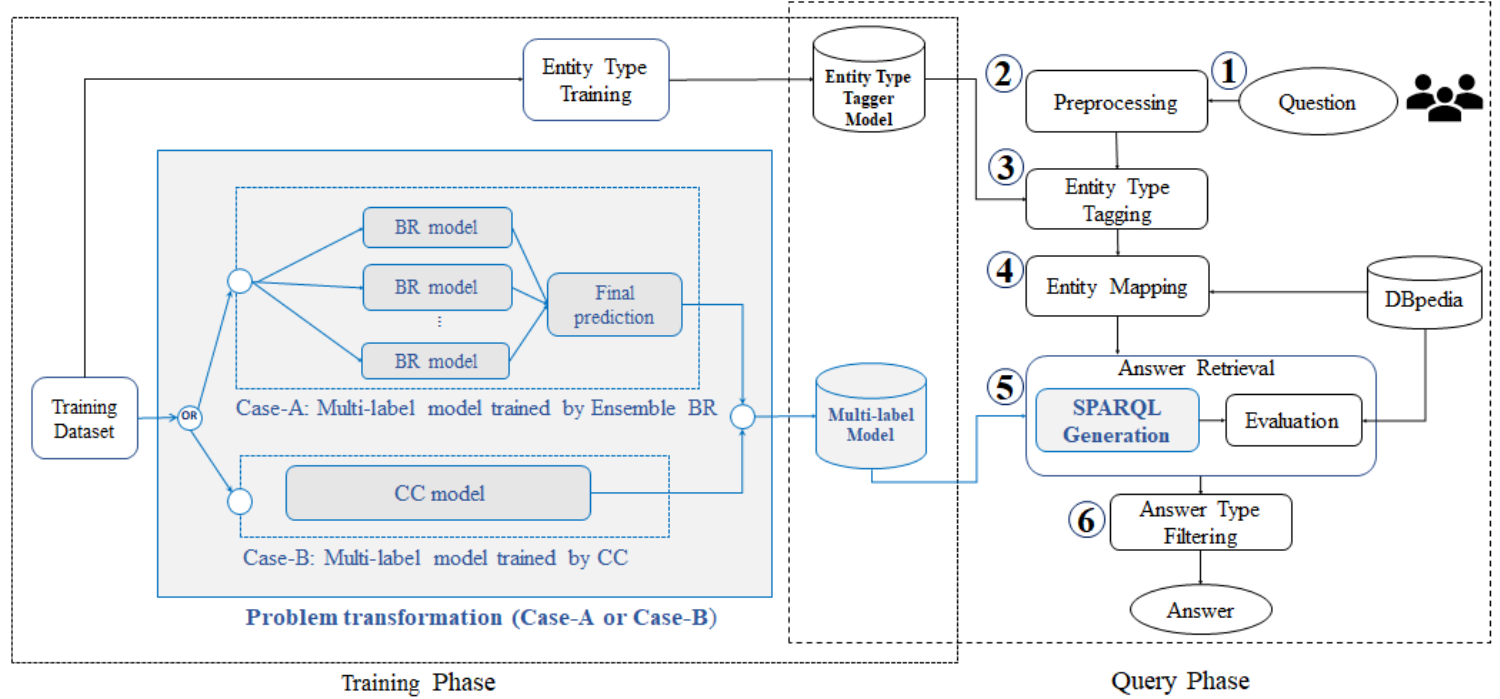 Entity Type
Training
Entity Type
Tagger
Model
2
Preprocessing
1
Question
3
Entity Type
Tagging
BR model
BR model
⋮
BR model
Final
prediction
Case-A: Multi-label model trained by Ensemble BR
4
Entity Mapping
DBpedia
Training
Dataset
OR
Multi-label
Model
5
Answer Retrieval
SPARQL
Generation
Evaluation
CC model
Case-B: Multi-label model trained by CC
6
Answer Type
Filtering
Problem transformation (Case-A or Case-B)
Answer
Training Phase
Query Phase